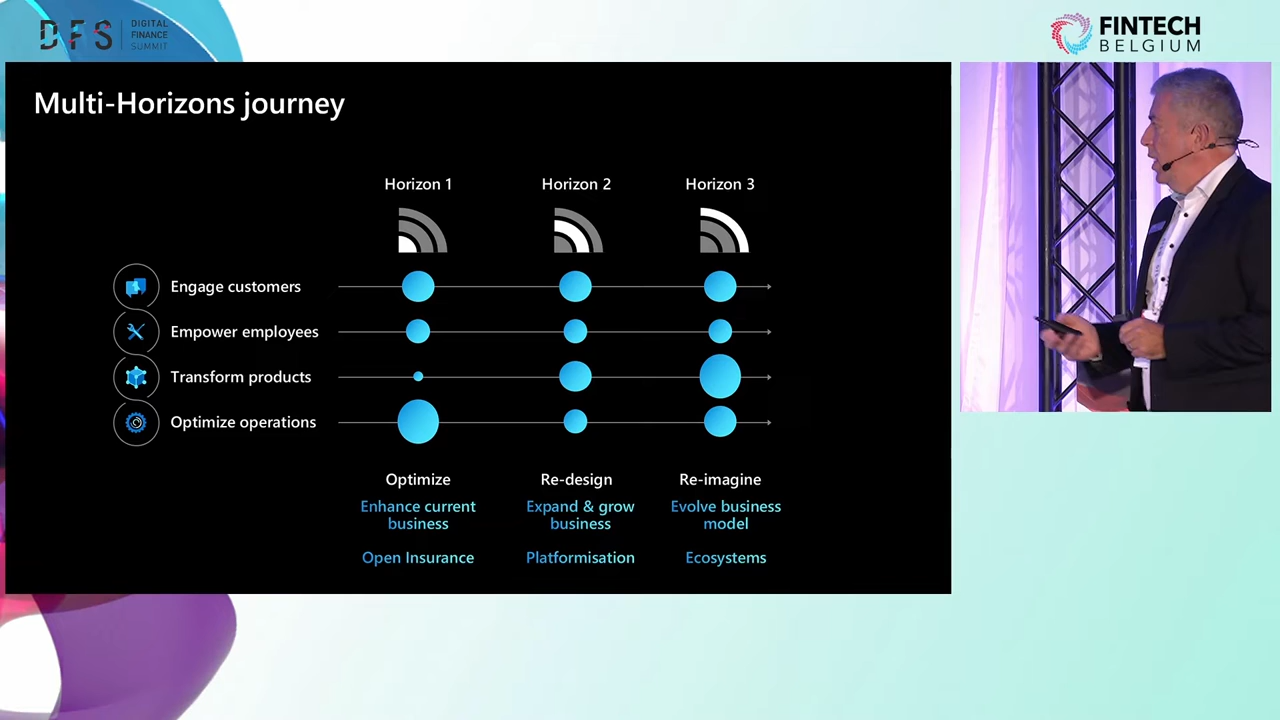 DFS
DIGITAL
FINANCE
SUMMIT
FINTECH
BELGIUM
Multi-Horizons journey
Horizon 1
Horizon 2
Horizon 3
Engage customers
Empower employees
Transform products
Optimize operations
Optimize
Re-design
Re-imagine
Enhance current
business
Expand & grow
business
Evolve business
model
Open Insurance
Platformisation
Ecosystems